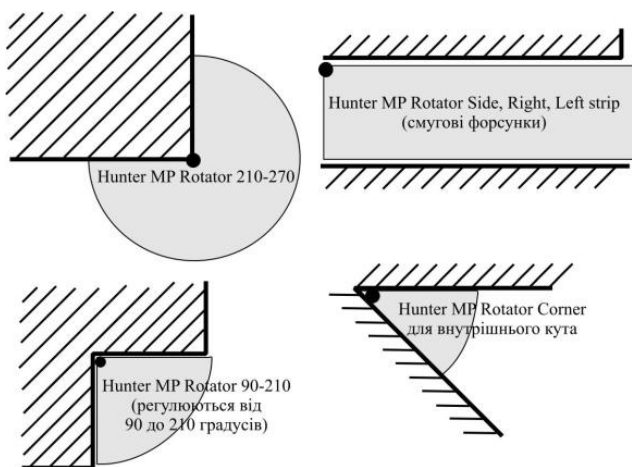 Hunter MP Rotator 210-270
Hunter MP Rotator Side, Right, Left strip
(смугові форсунки)
Hunter MP Rotator 90-210
(регулюються від
90 до 210 градусів)
Hunter MP Rotator Corner
для внутрішнього кута